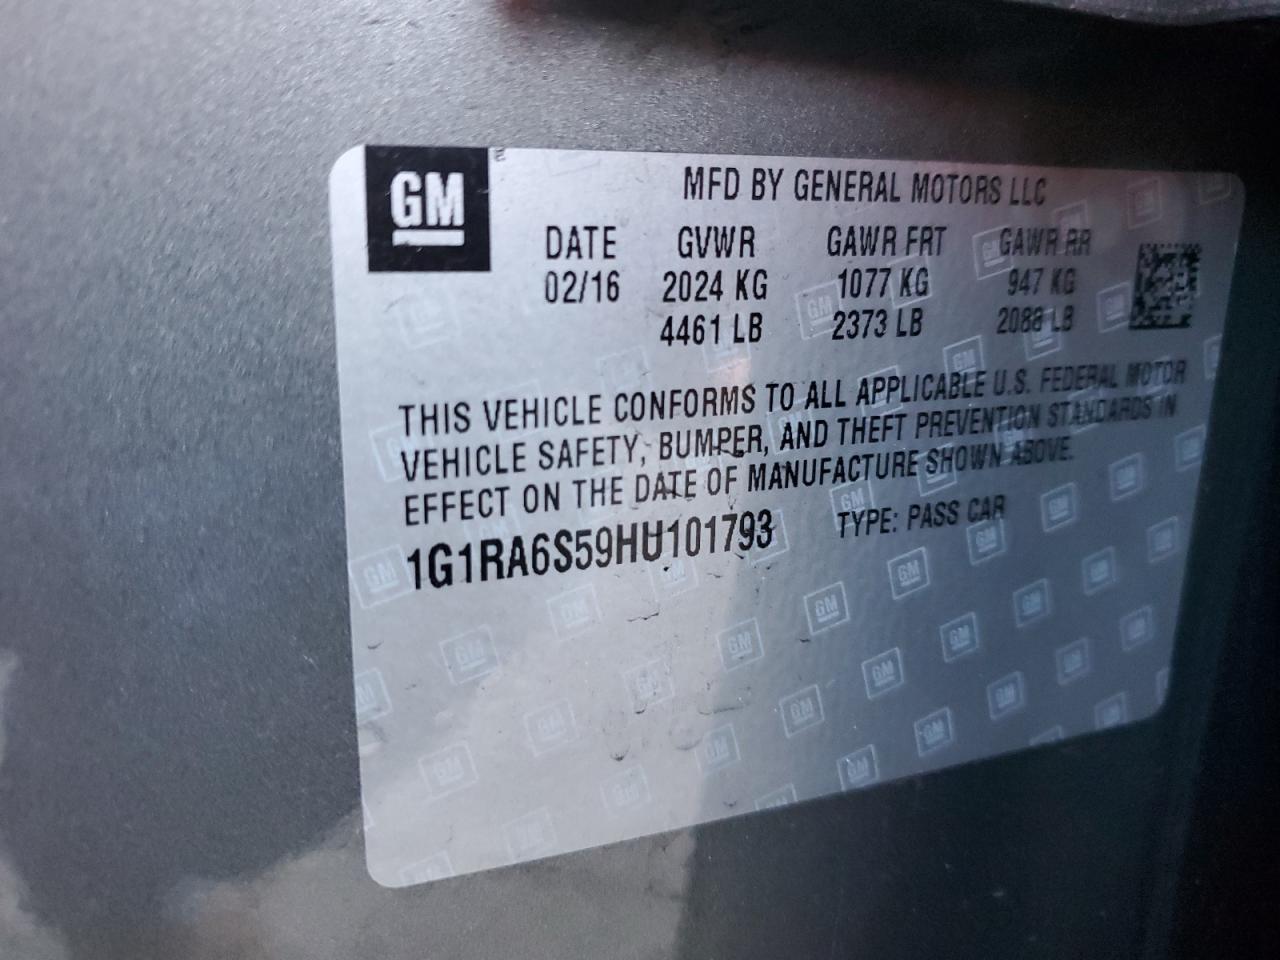 GM
MFD BY GENERAL MOTORS LLC
DATE GVWR GAWR FRT GAWR RR
02/16 2024 KG 1077 KG 947 KG
4461 LB 2373 LB 2088 LB
THIS VEHICLE CONFORMS TO ALL APPLICABLE U.S. FEDERAL MOTOR
VEHICLE SAFETY, BUMPER, AND THEFT PREVENTION STANDARDS IN
EFFECT ON THE DATE OF MANUFACTURE SHOWN ABOVE.
1G1RA6S59HU101793 TYPE: PASS CAR